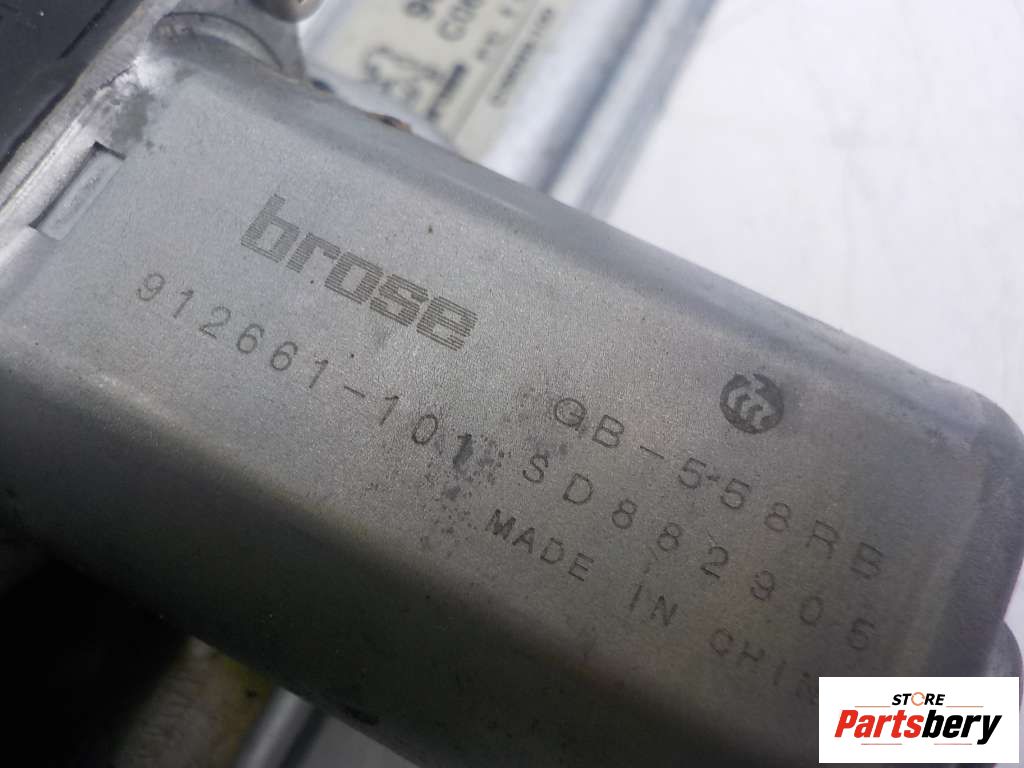 brose
GB-558RB
912661-101 SD882905
MADE IN CHIN
STORE
Partsbery